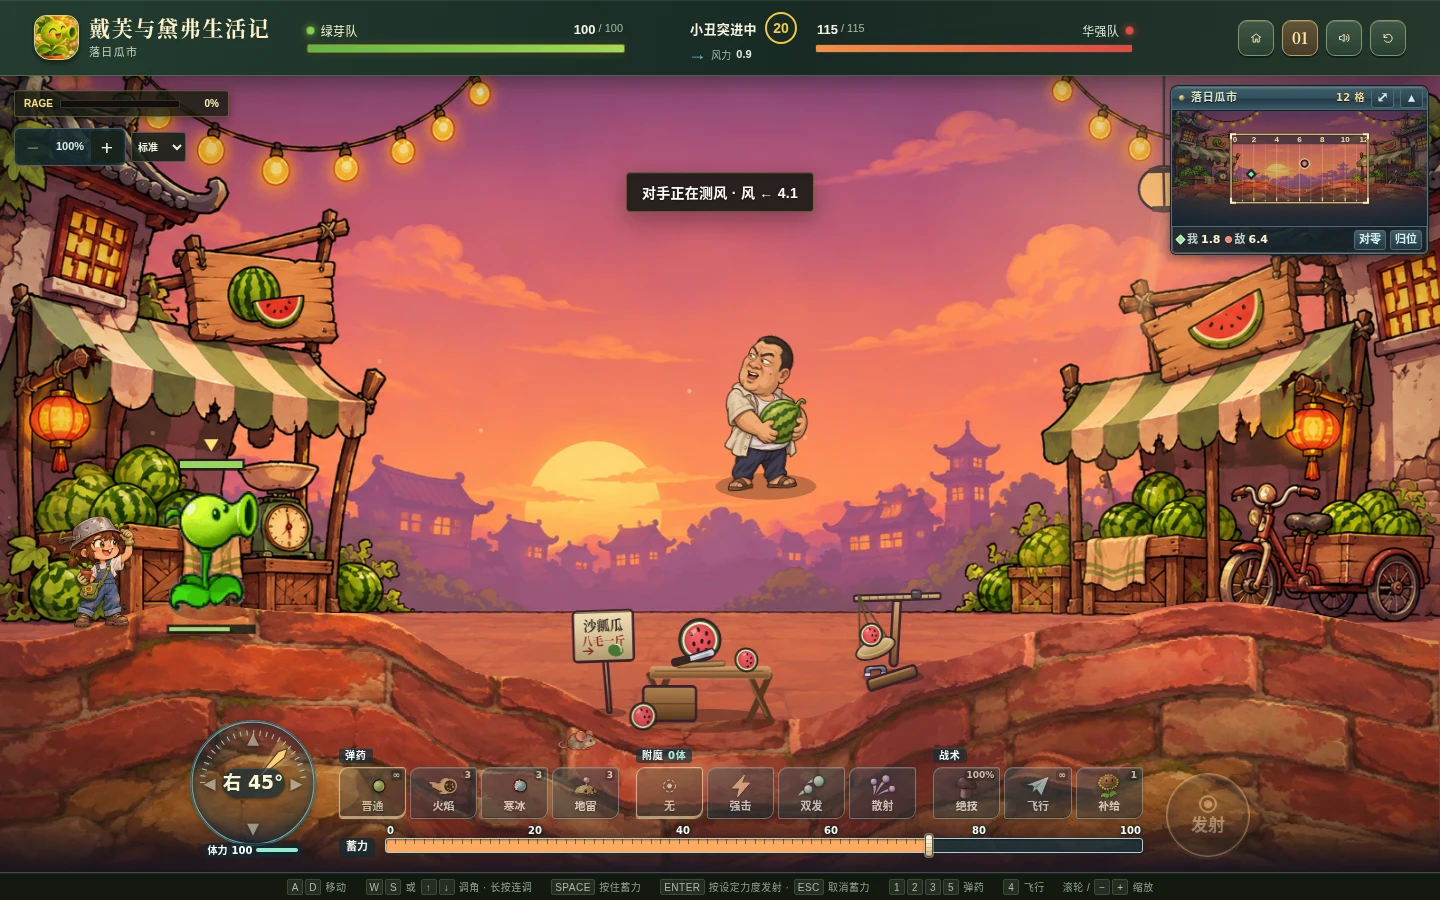 戴芙与黛弗生活记
落日瓜市
绿芽队
100 / 100
小丑突进中 20
→ 风力 0.9
115 / 115
华强队
01
RAGE 0%
− 100% +
标准
对手正在测风 · 风 ← 4.1
落日瓜市 12 格
0 2 4 6 8 10 12
我 1.8 敌 6.4 对零 归位
沙瓤瓜
八毛一斤
右 45°
体力 100
弹药
∞ 普通
3 火焰
3 寒冰
3 地雷
附魔 0体
无
强击
双发
散射
战术
100% 绝技
∞ 飞行
1 补给
0 20 40 60 80 100
蓄力
发射
A D 移动 W S 或 ↑ ↓ 调角 · 长按连调 SPACE 按住蓄力 ENTER 按设定力度发射 · ESC 取消蓄力 1 2 3 5 弹药 4 飞行 滚轮 / − + 缩放